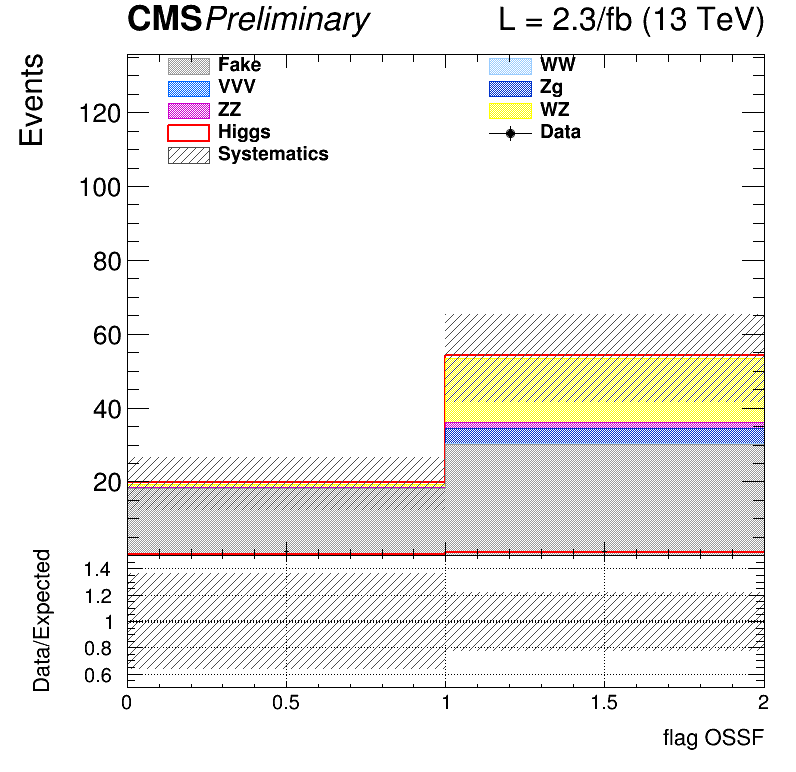 CMS Preliminary L = 2.3/fb (13 TeV)
Events
Fake WW
VVV Zg
ZZ WZ
Higgs Data
Systematics
120
100
80
60
40
20
Data/Expected
1.4
1.2
1
0.8
0.6
0 0.5 1 1.5 2
flag OSSF